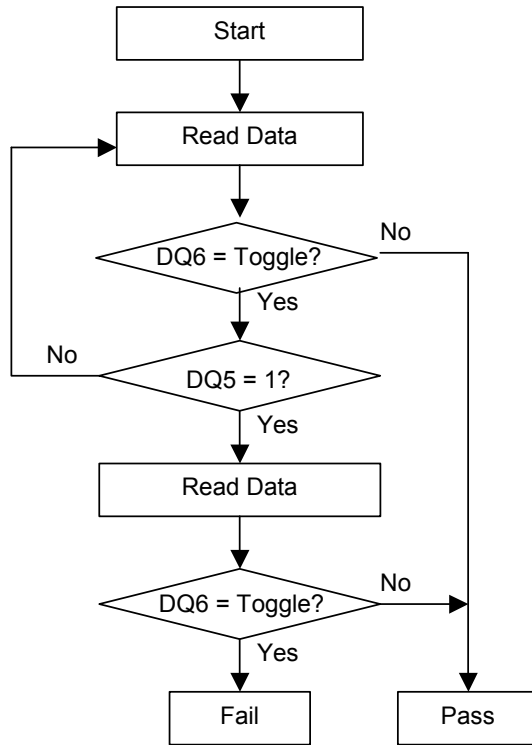 Start
Read Data
DQ6 = Toggle?
No
Yes
No
DQ5 = 1?
Yes
Read Data
DQ6 = Toggle?
No
Yes
Fail
Pass